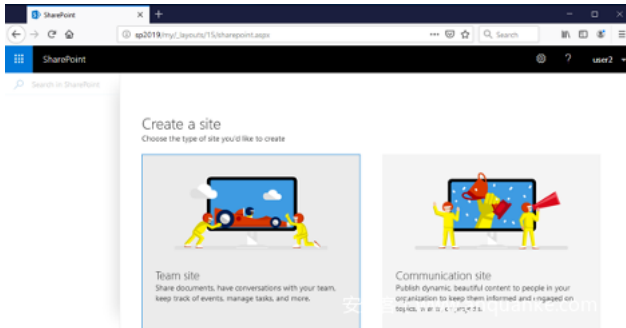 SharePoint
sp2019/my/_layouts/15/sharepoint.aspx
Search
SharePoint
?
user2
Search in SharePoint
Create a site
Choose the type of site you'd like to create
Team site
Share documents, have conversations with your team,
keep track of events, manage tasks, and more.
Communication site
Publish dynamic, beautiful content to people in your
organization to keep them informed and engaged on
topics,